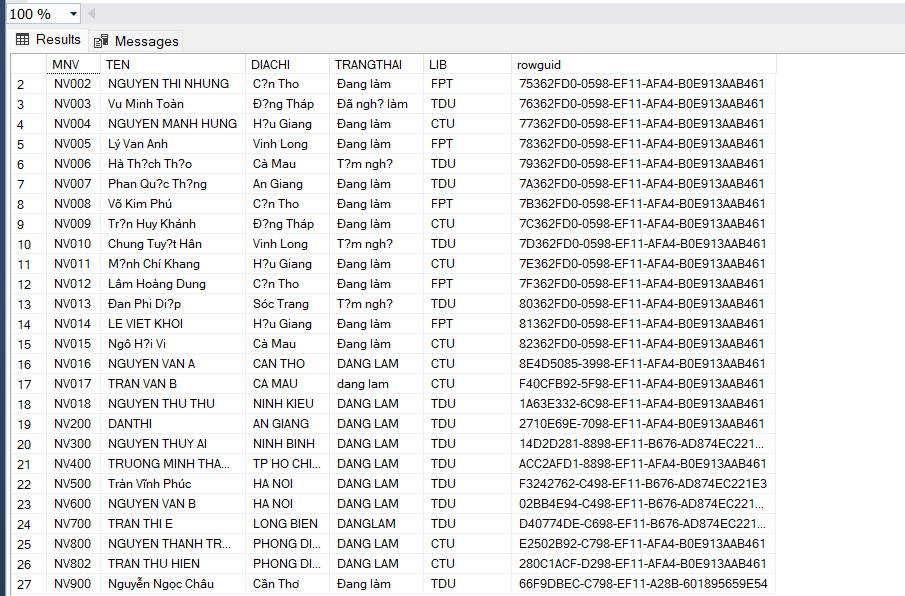 100 %
Results Messages
MNV TEN DIACHI TRANGTHAI LIB rowguid
2 NV002 NGUYEN THI NHUNG C?n Tho Đang làm FPT 75362FD0-0598-EF11-AFA4-B0E913AAB461
3 NV003 Vu Minh Toàn Đ?ng Tháp Đã ngh? làm TDU 76362FD0-0598-EF11-AFA4-B0E913AAB461
4 NV004 NGUYEN MANH HUNG H?u Giang Đang làm CTU 77362FD0-0598-EF11-AFA4-B0E913AAB461
5 NV005 Lý Van Anh Vinh Long Đang làm FPT 78362FD0-0598-EF11-AFA4-B0E913AAB461
6 NV006 Hà Th?ch Th?o Cà Mau T?m ngh? TDU 79362FD0-0598-EF11-AFA4-B0E913AAB461
7 NV007 Phan Qu?c Th?ng An Giang Đang làm TDU 7A362FD0-0598-EF11-AFA4-B0E913AAB461
8 NV008 Võ Kim Phú C?n Tho Đang làm FPT 7B362FD0-0598-EF11-AFA4-B0E913AAB461
9 NV009 Tr?n Huy Khánh Đ?ng Tháp Đang làm CTU 7C362FD0-0598-EF11-AFA4-B0E913AAB461
10 NV010 Chung Tuy?t Hân Vinh Long T?m ngh? TDU 7D362FD0-0598-EF11-AFA4-B0E913AAB461
11 NV011 M?nh Chí Khang H?u Giang Đang làm CTU 7E362FD0-0598-EF11-AFA4-B0E913AAB461
12 NV012 Lâm Hoàng Dung C?n Tho Đang làm FPT 7F362FD0-0598-EF11-AFA4-B0E913AAB461
13 NV013 Đan Phi Di?p Sóc Trang T?m ngh? TDU 80362FD0-0598-EF11-AFA4-B0E913AAB461
14 NV014 LE VIET KHOI H?u Giang Đang làm FPT 81362FD0-0598-EF11-AFA4-B0E913AAB461
15 NV015 Ngô H?i Vi Cà Mau Đang làm CTU 82362FD0-0598-EF11-AFA4-B0E913AAB461
16 NV016 NGUYEN VAN A CAN THO DANG LAM CTU 8E4D5085-3998-EF11-AFA4-B0E913AAB461
17 NV017 TRAN VAN B CA MAU dang lam CTU F40CFB92-5F98-EF11-AFA4-B0E913AAB461
18 NV018 NGUYEN THU THU NINH KIEU DANG LAM TDU 1A63E332-6C98-EF11-AFA4-B0E913AAB461
19 NV200 DANTHI AN GIANG DANG LAM TDU 2710E69E-7098-EF11-AFA4-B0E913AAB461
20 NV300 NGUYEN THUY AI NINH BINH DANG LAM TDU 14D2D281-8898-EF11-B676-AD874EC221...
21 NV400 TRUONG MINH THA... TP HO CHI... DANG LAM TDU ACC2AFD1-8898-EF11-AFA4-B0E913AAB461
22 NV500 Tràn Vĩnh Phúc HA NOI DANG LAM TDU F3242762-C498-EF11-B676-AD874EC221E3
23 NV600 NGUYEN VAN B HA NOI DANG LAM TDU 02BB4E94-C498-EF11-B676-AD874EC221...
24 NV700 TRAN THI E LONG BIEN DANGLAM TDU D40774DE-C698-EF11-B676-AD874EC221...
25 NV800 NGUYEN THANH TR... PHONG DI... DANG LAM CTU E2502B92-C798-EF11-AFA4-B0E913AAB461
26 NV802 TRAN THU HIEN PHONG DI... DANG LAM CTU 280C1ACF-D298-EF11-AFA4-B0E913AAB461
27 NV900 Nguyễn Ngọc Châu Cần Thơ Đang làm TDU 66F9DBEC-C798-EF11-A28B-601895659E54